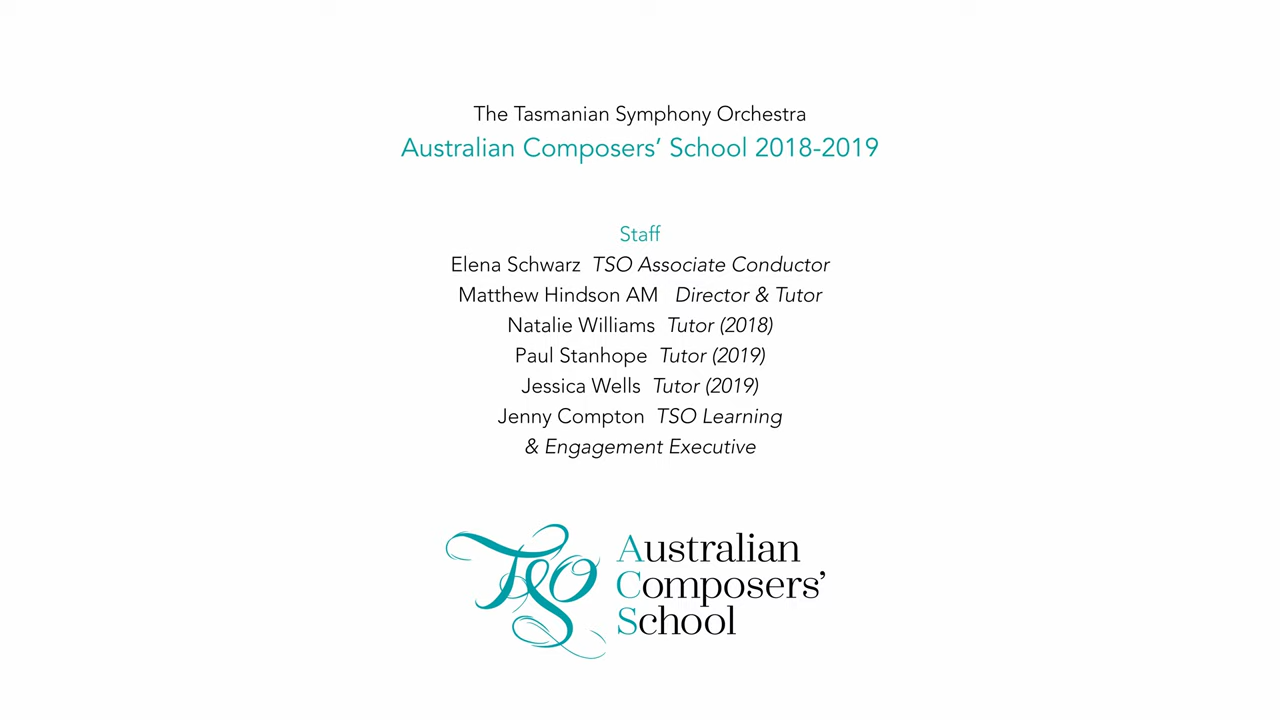 The Tasmanian Symphony Orchestra
Australian Composers’ School 2018-2019
Staff
Elena Schwarz TSO Associate Conductor
Matthew Hindson AM Director & Tutor
Natalie Williams Tutor (2018)
Paul Stanhope Tutor (2019)
Jessica Wells Tutor (2019)
Jenny Compton TSO Learning
& Engagement Executive
TSO
Australian
Composers’
School